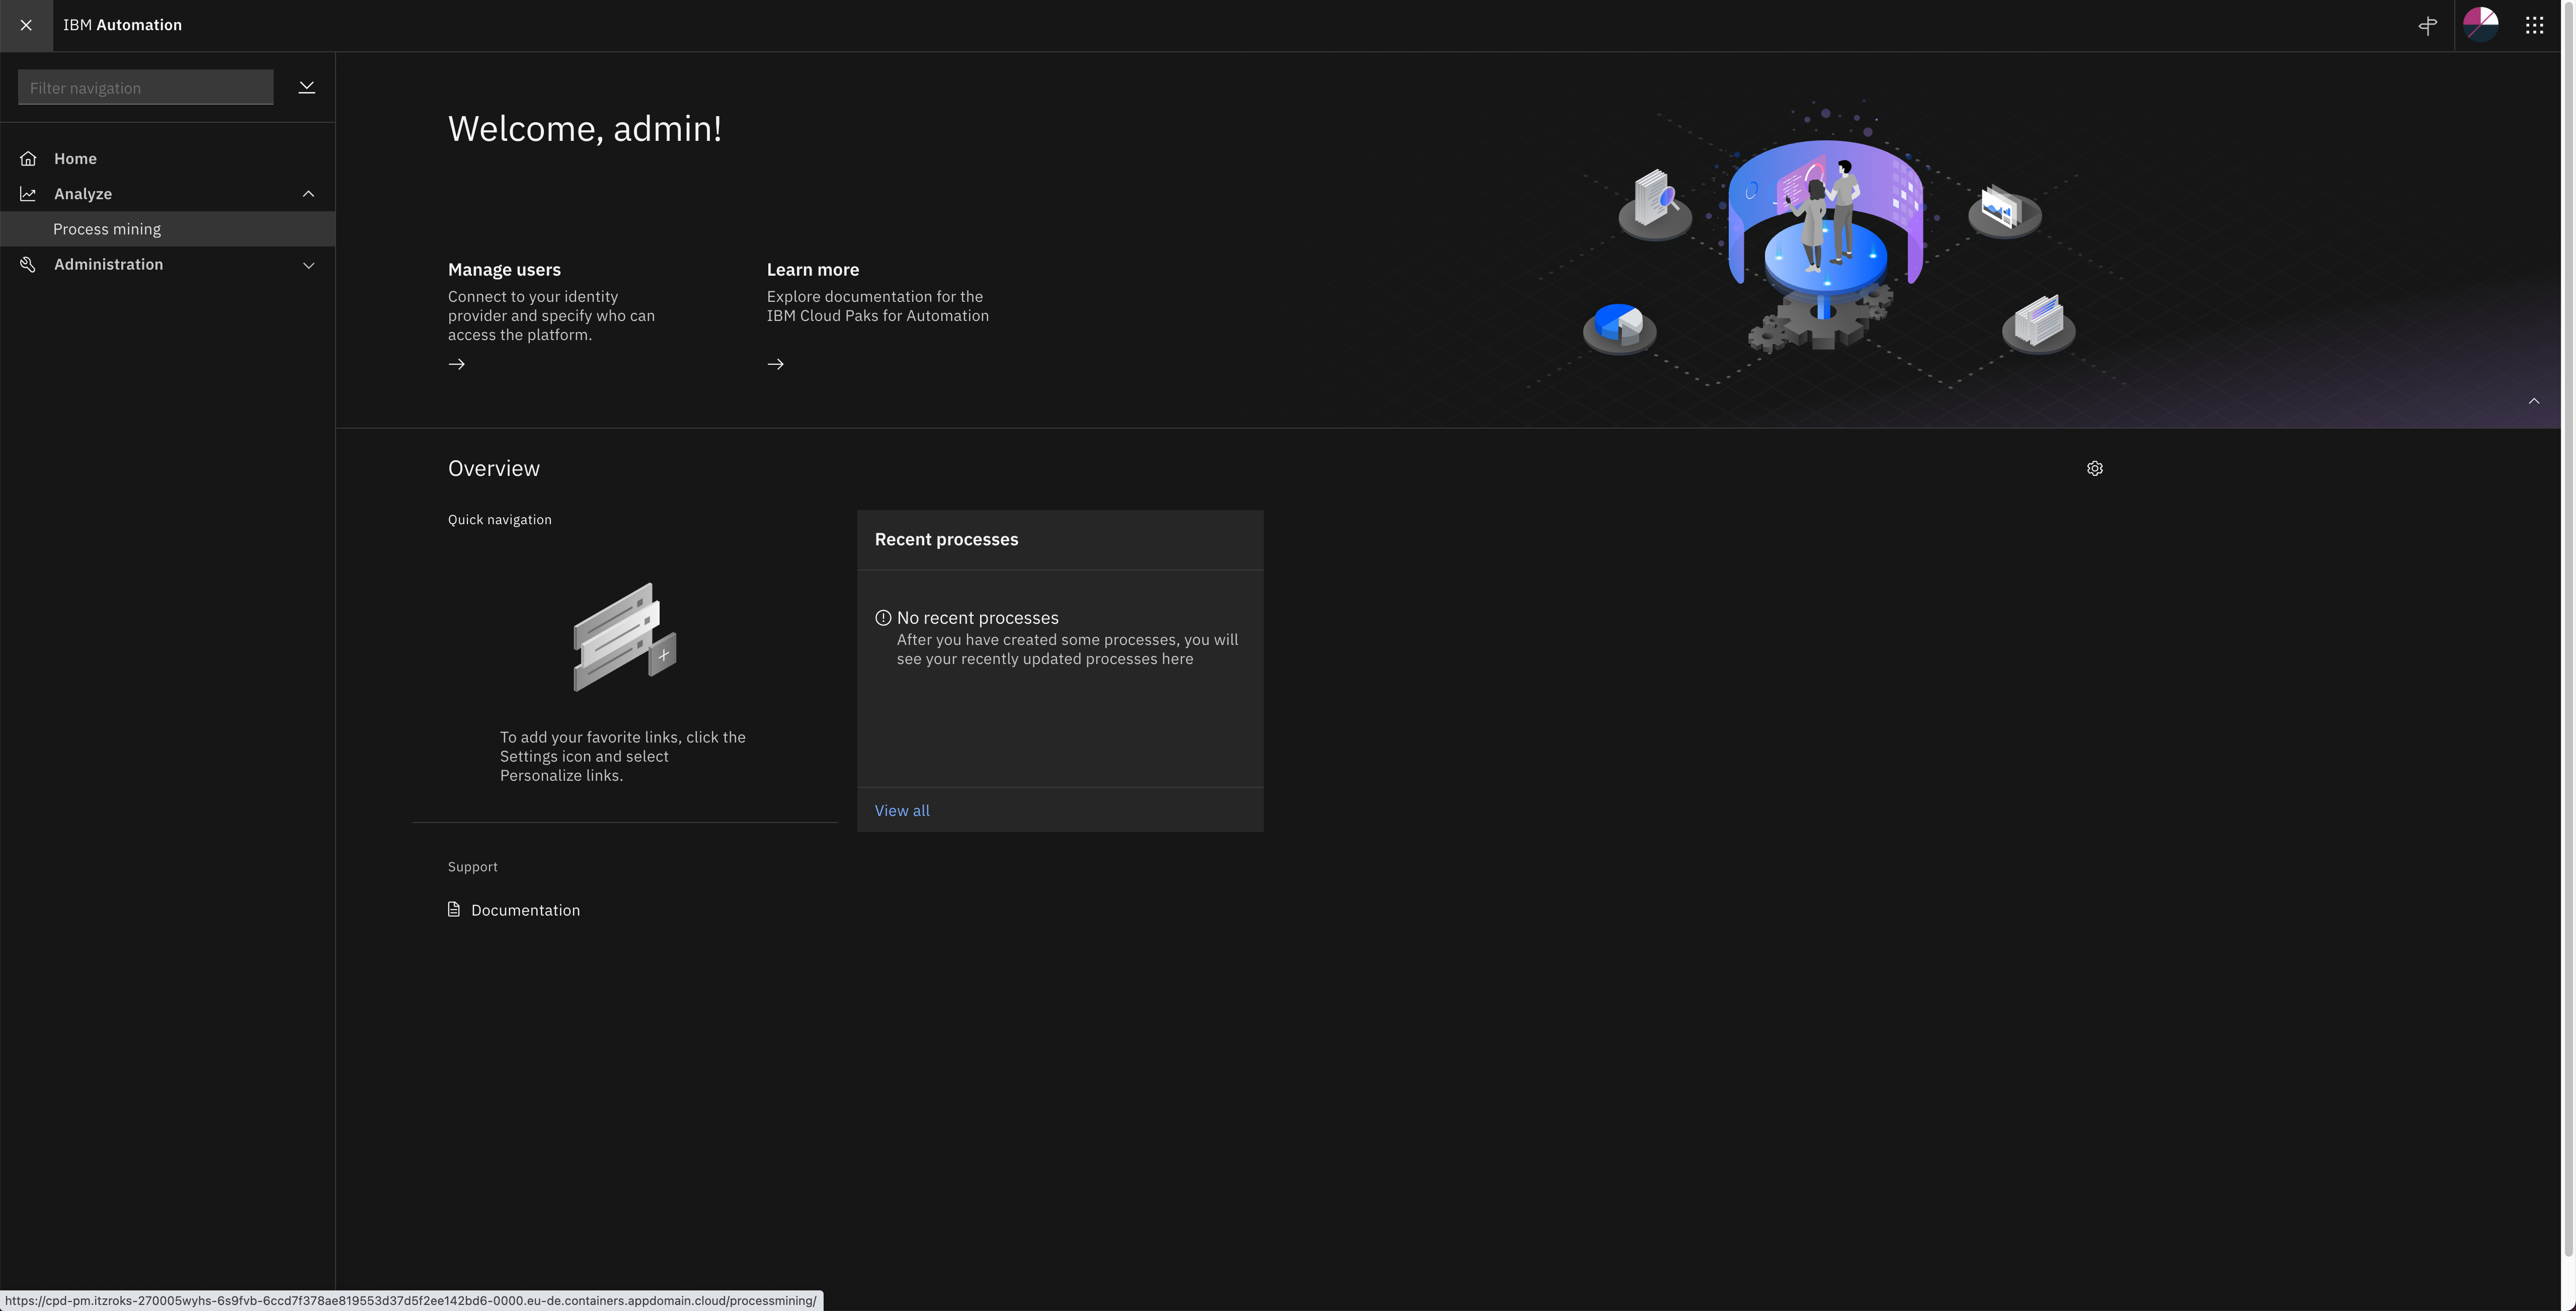 IBM Automation
Filter navigation
Home
Analyze
Process mining
Administration
Welcome, admin!
Manage users
Connect to your identity
provider and specify who can
access the platform.
Learn more
Explore documentation for the
IBM Cloud Paks for Automation
Overview
Quick navigation
To add your favorite links, click the
Settings icon and select
Personalize links.
Recent processes
No recent processes
After you have created some processes, you will
see your recently updated processes here
View all
Support
Documentation
https://cpd-pm.itzroks-270005wyhs-6s9fvb-6ccd7f378ae819553d37d5f2ee142bd6-0000.eu-de.containers.appdomain.cloud/processmining/